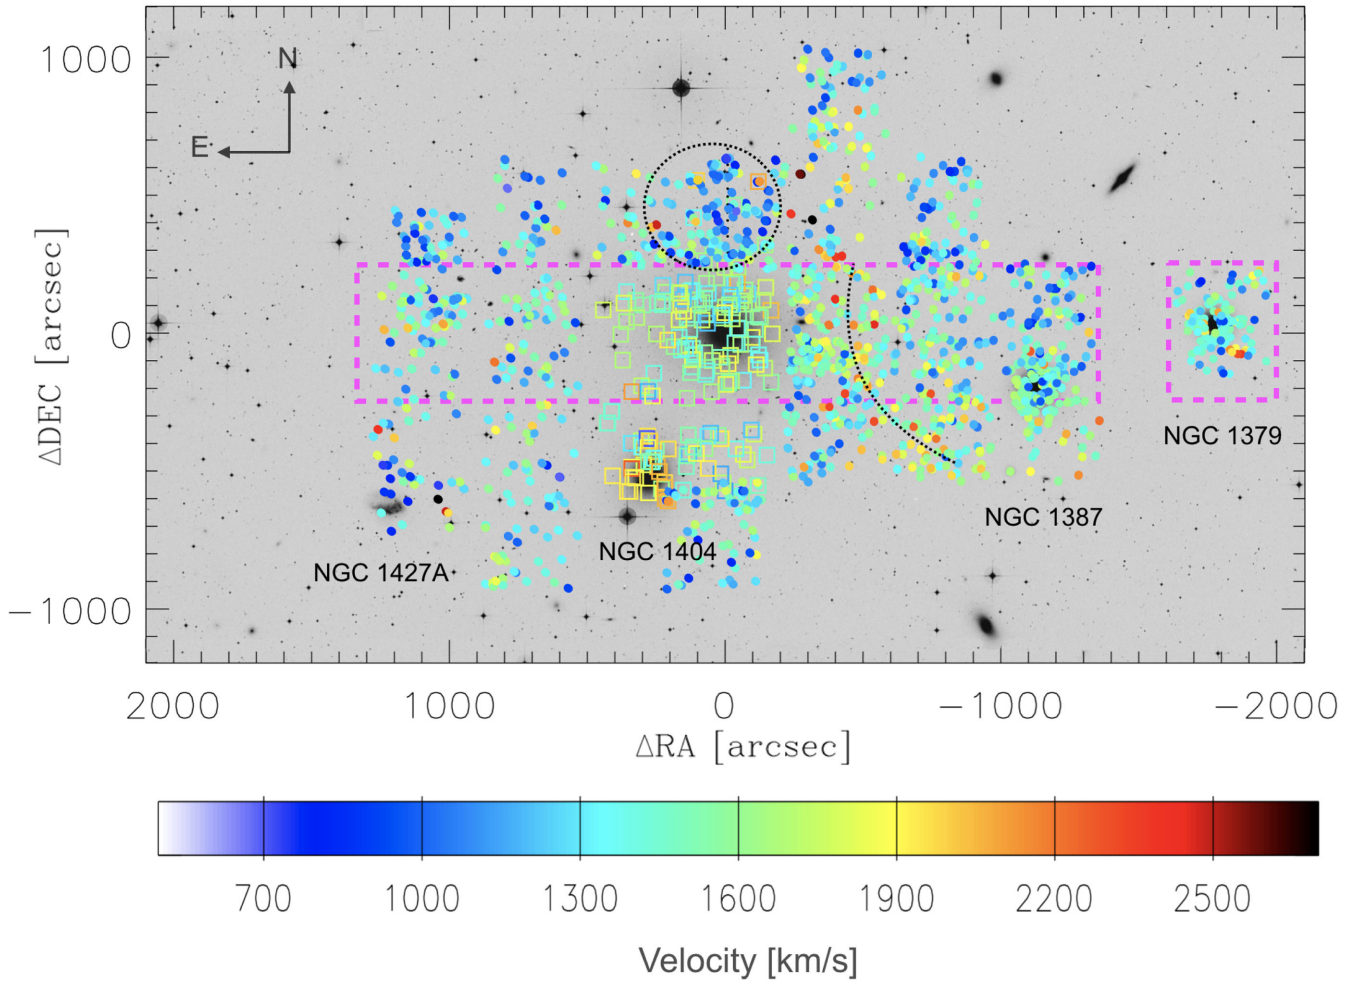 1000
N
E
0
ΔDEC [arcsec]
NGC 1379
NGC 1387
NGC 1404
NGC 1427A
−1000
2000 1000 0 −1000 −2000
ΔRA [arcsec]
700 1000 1300 1600 1900 2200 2500
Velocity [km/s]